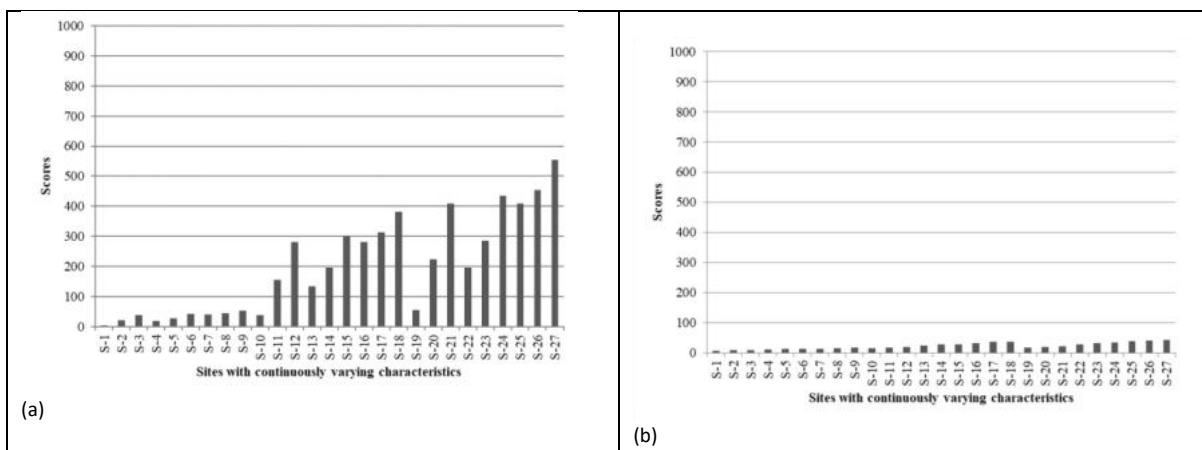 1000
900
800
700
600
500
400
300
200
100
0
Scores
S-1
S-2
S-3
S-4
S-5
S-6
S-7
S-8
S-9
S-10
S-11
S-12
S-13
S-14
S-15
S-16
S-17
S-18
S-19
S-20
S-21
S-22
S-23
S-24
S-25
S-26
S-27
Sites with continuously varying characteristics
(a)
1000
900
800
700
600
500
400
300
200
100
0
Scores
S-1
S-2
S-3
S-4
S-5
S-6
S-7
S-8
S-9
S-10
S-11
S-12
S-13
S-14
S-15
S-16
S-17
S-18
S-19
S-20
S-21
S-22
S-23
S-24
S-25
S-26
S-27
Sites with continuously varying characteristics
(b)